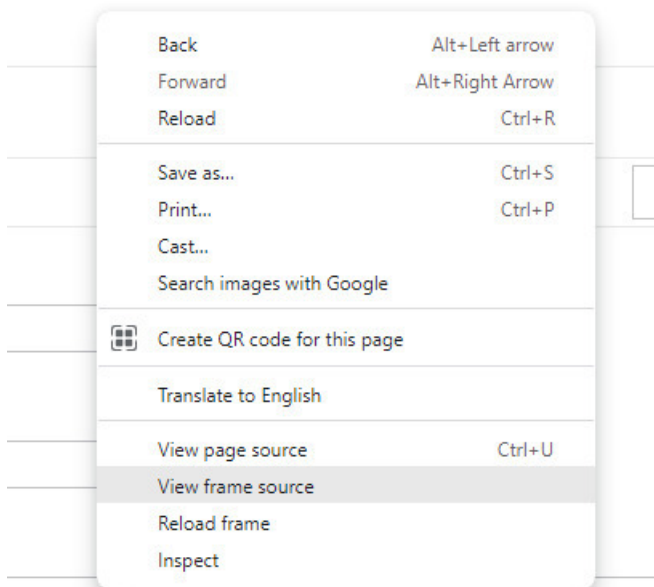 Back Alt+Left arrow
Forward Alt+Right Arrow
Reload Ctrl+R
Save as... Ctrl+S
Print... Ctrl+P
Cast...
Search images with Google
Create QR code for this page
Translate to English
View page source Ctrl+U
View frame source
Reload frame
Inspect